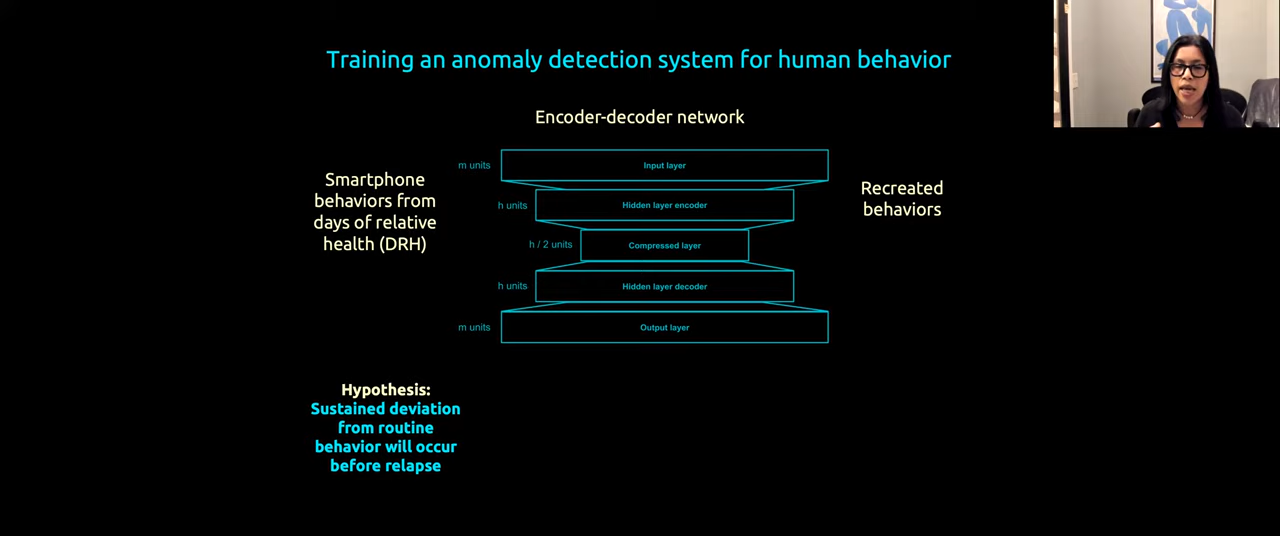 Training an anomaly detection system for human behavior
Encoder-decoder network
Smartphone
behaviors from
days of relative
health (DRH)
m units
Input layer
h units
Hidden layer encoder
h / 2 units
Compressed layer
h units
Hidden layer decoder
m units
Output layer
Recreated
behaviors
Hypothesis:
Sustained deviation
from routine
behavior will occur
before relapse